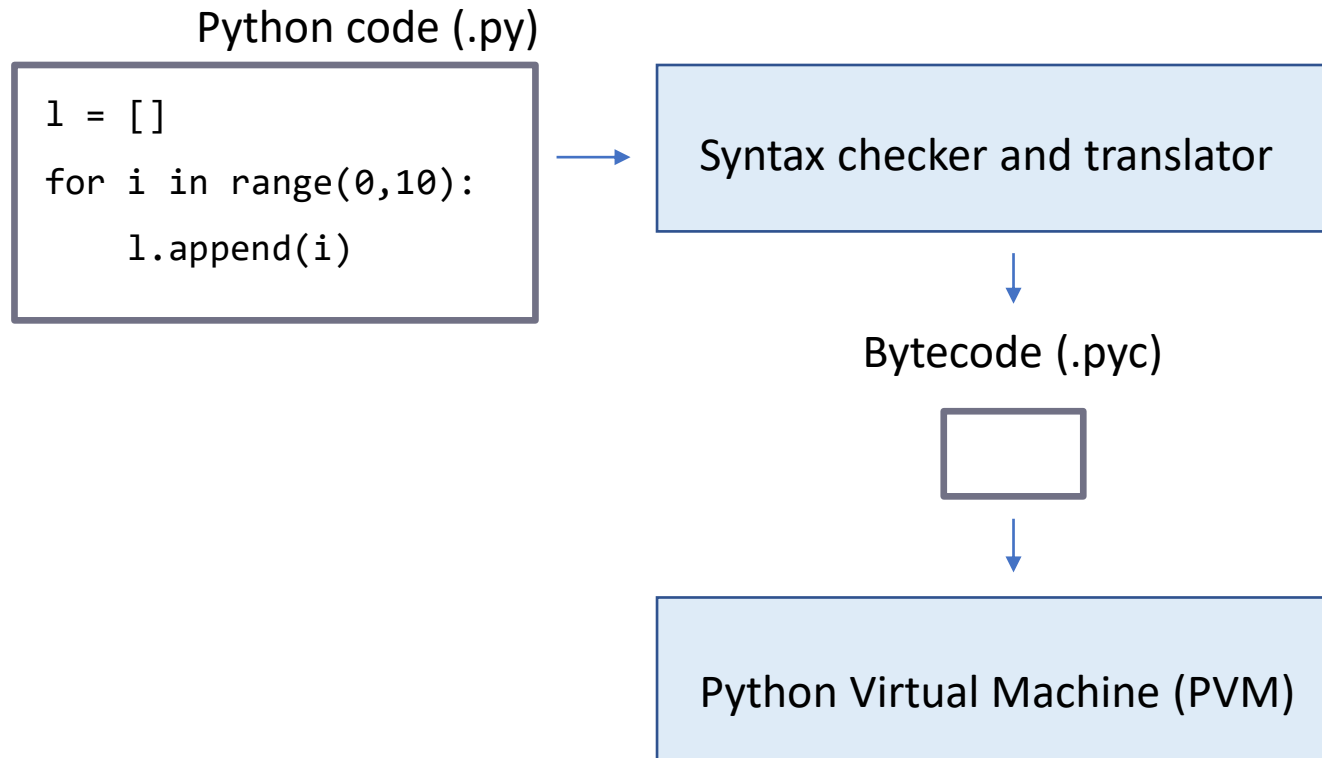 Python code (.py)
l = []
for i in range(0,10):
    l.append(i)
Syntax checker and translator
Bytecode (.pyc)
Python Virtual Machine (PVM)